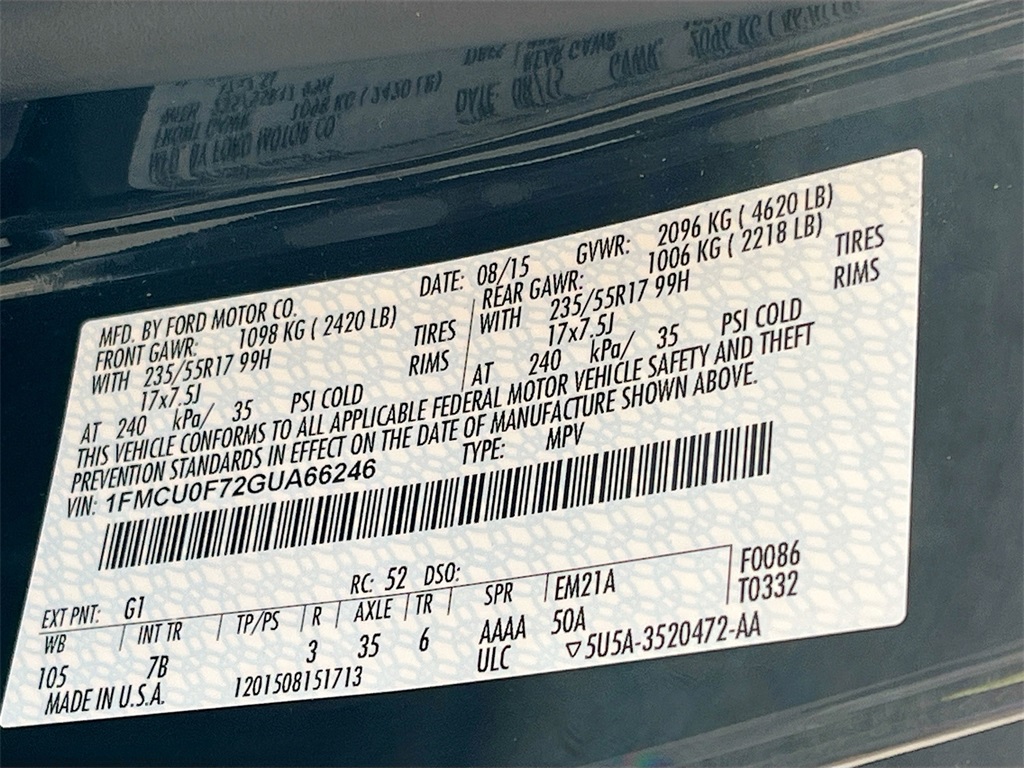 MFD. BY FORD MOTOR CO. DATE: 08/15 GVWR: 2096 KG ( 4620 LB)
FRONT GAWR: 1098 KG ( 2420 LB) REAR GAWR: 1006 KG ( 2218 LB)
WITH 235/55R17 99H TIRES WITH 235/55R17 99H TIRES
17x7.5J RIMS 17x7.5J RIMS
AT 240 kPa/ 35 PSI COLD AT 240 kPa/ 35 PSI COLD
THIS VEHICLE CONFORMS TO ALL APPLICABLE FEDERAL MOTOR VEHICLE SAFETY AND THEFT
PREVENTION STANDARDS IN EFFECT ON THE DATE OF MANUFACTURE SHOWN ABOVE.
VIN: 1FMCU0F72GUA66246 TYPE: MPV
EXT PNT: G1 RC: 52 DSO: F0086
WB INT TR TP/PS R AXLE TR SPR EM21A T0332
105 7B 3 35 6 AAAA 50A
MADE IN U.S.A. 1201508151713 ULC ▽5U5A-3520472-AA